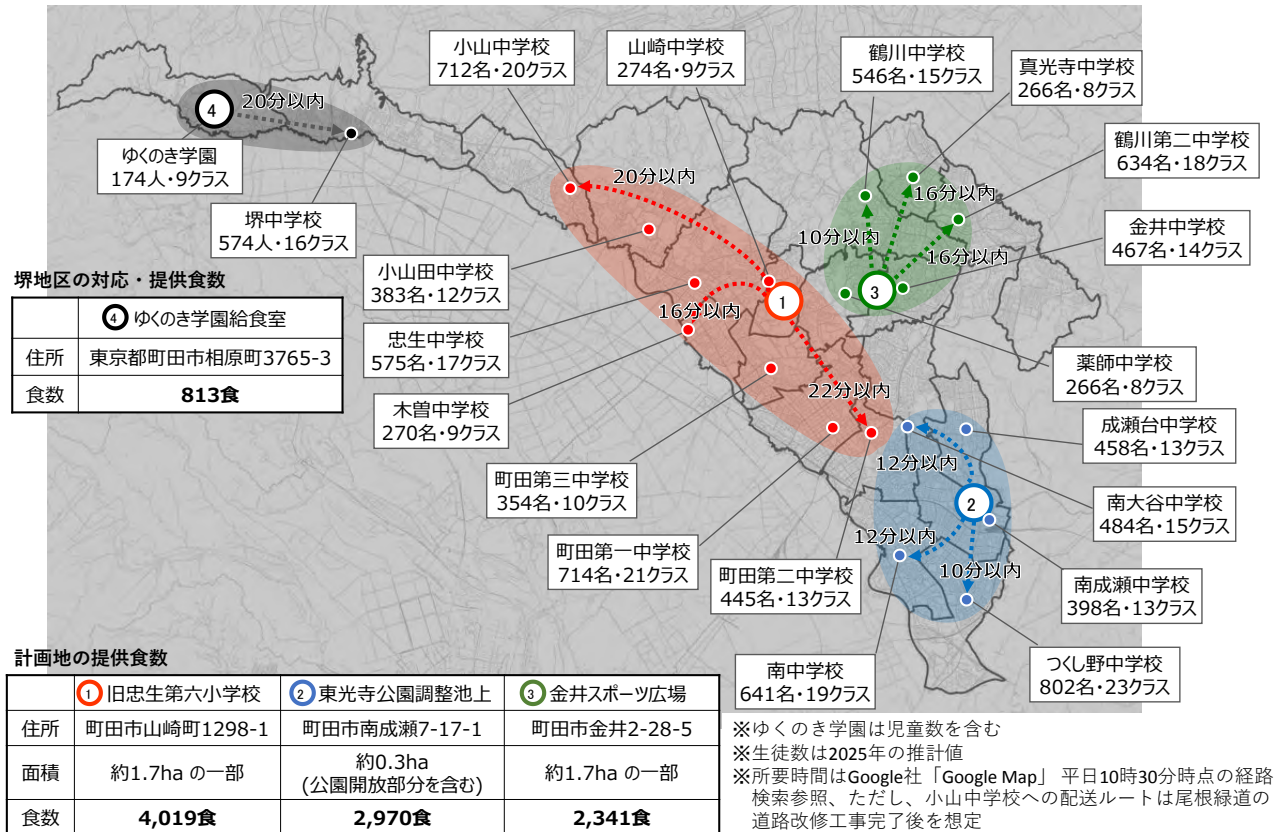 小山中学校
712名・20クラス
山崎中学校
274名・9クラス
鶴川中学校
546名・15クラス
真光寺中学校
266名・8クラス
鶴川第二中学校
634名・18クラス
金井中学校
467名・14クラス
4
20分以内
ゆくのき学園
174人・9クラス
堺中学校
574人・16クラス
20分以内
16分以内
10分以内
16分以内
小山田中学校
383名・12クラス
1
3
16分以内
忠生中学校
575名・17クラス
薬師中学校
266名・8クラス
22分以内
木曽中学校
270名・9クラス
成瀬台中学校
458名・13クラス
12分以内
町田第三中学校
354名・10クラス
南大谷中学校
484名・15クラス
2
12分以内
町田第一中学校
714名・21クラス
町田第二中学校
445名・13クラス
10分以内
南成瀬中学校
398名・13クラス
南中学校
641名・19クラス
つくし野中学校
802名・23クラス
堺地区の対応・提供食数
4 ゆくのき学園給食室
住所 東京都町田市相原町3765-3
食数 813食
計画地の提供食数
1 旧忠生第六小学校 2 東光寺公園調整池上 3 金井スポーツ広場
住所 町田市山崎町1298-1 町田市南成瀬7-17-1 町田市金井2-28-5
面積 約1.7ha の一部 約0.3ha 約1.7ha の一部
(公園開放部分を含む)
食数 4,019食 2,970食 2,341食
※ゆくのき学園は児童数を含む
※生徒数は2025年の推計値
※所要時間はGoogle社「Google Map」 平日10時30分時点の経路
検索参照、ただし、小山中学校への配送ルートは尾根緑道の
道路改修工事完了後を想定